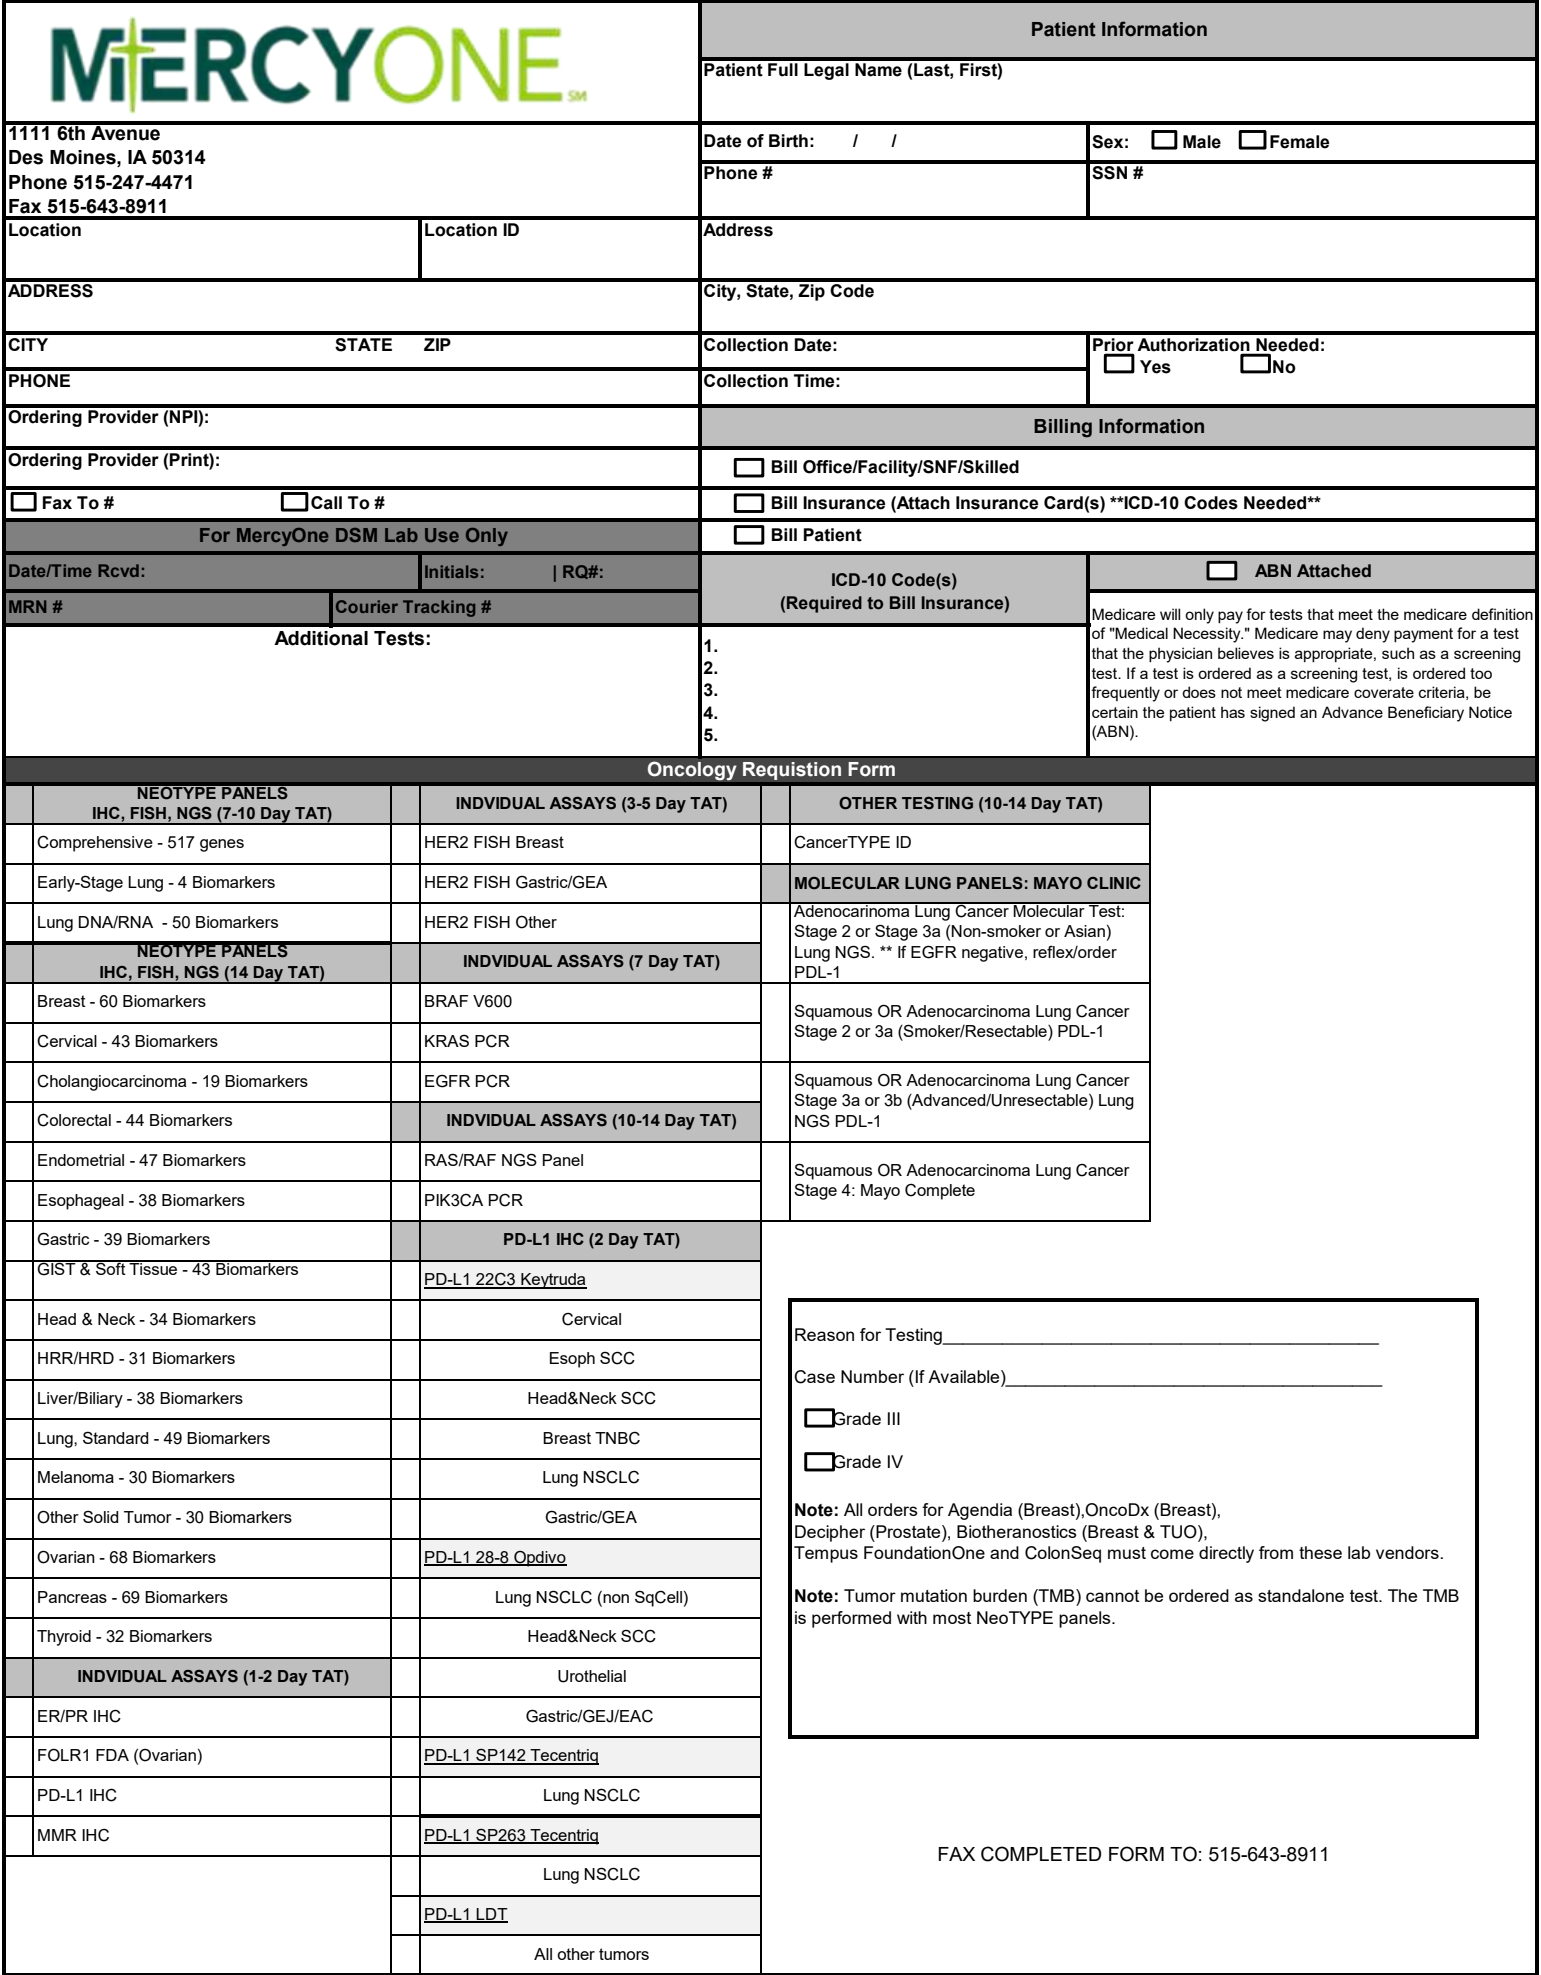 MERCYONE SM
1111 6th Avenue
Des Moines, IA 50314
Phone 515-247-4471
Fax 515-643-8911
Location
Location ID
ADDRESS
CITY STATE ZIP
PHONE
Ordering Provider (NPI):
Ordering Provider (Print):
Fax To # Call To #
For MercyOne DSM Lab Use Only
Date/Time Rcvd: Initials: | RQ#:
MRN # Courier Tracking #
Additional Tests:
Patient Information
Patient Full Legal Name (Last, First)
Date of Birth: / /
Sex: Male Female
Phone #
SSN #
Address
City, State, Zip Code
Collection Date:
Collection Time:
Prior Authorization Needed:
Yes No
Billing Information
Bill Office/Facility/SNF/Skilled
Bill Insurance (Attach Insurance Card(s) **ICD-10 Codes Needed**
Bill Patient
ICD-10 Code(s)
(Required to Bill Insurance)
1.
2.
3.
4.
5.
ABN Attached
Medicare will only pay for tests that meet the medicare definition
of "Medical Necessity." Medicare may deny payment for a test
that the physician believes is appropriate, such as a screening
test. If a test is ordered as a screening test, is ordered too
frequently or does not meet medicare coverate criteria, be
certain the patient has signed an Advance Beneficiary Notice
(ABN).
Oncology Requistion Form
NEOTYPE PANELS
IHC, FISH, NGS (7-10 Day TAT)
Comprehensive - 517 genes
Early-Stage Lung - 4 Biomarkers
Lung DNA/RNA - 50 Biomarkers
NEOTYPE PANELS
IHC, FISH, NGS (14 Day TAT)
Breast - 60 Biomarkers
Cervical - 43 Biomarkers
Cholangiocarcinoma - 19 Biomarkers
Colorectal - 44 Biomarkers
Endometrial - 47 Biomarkers
Esophageal - 38 Biomarkers
Gastric - 39 Biomarkers
GIST & Soft Tissue - 43 Biomarkers
Head & Neck - 34 Biomarkers
HRR/HRD - 31 Biomarkers
Liver/Biliary - 38 Biomarkers
Lung, Standard - 49 Biomarkers
Melanoma - 30 Biomarkers
Other Solid Tumor - 30 Biomarkers
Ovarian - 68 Biomarkers
Pancreas - 69 Biomarkers
Thyroid - 32 Biomarkers
INDVIDUAL ASSAYS (1-2 Day TAT)
ER/PR IHC
FOLR1 FDA (Ovarian)
PD-L1 IHC
MMR IHC
INDVIDUAL ASSAYS (3-5 Day TAT)
HER2 FISH Breast
HER2 FISH Gastric/GEA
HER2 FISH Other
INDVIDUAL ASSAYS (7 Day TAT)
BRAF V600
KRAS PCR
EGFR PCR
INDVIDUAL ASSAYS (10-14 Day TAT)
RAS/RAF NGS Panel
PIK3CA PCR
PD-L1 IHC (2 Day TAT)
PD-L1 22C3 Keytruda
Cervical
Esoph SCC
Head&Neck SCC
Breast TNBC
Lung NSCLC
Gastric/GEA
PD-L1 28-8 Opdivo
Lung NSCLC (non SqCell)
Head&Neck SCC
Urothelial
Gastric/GEJ/EAC
PD-L1 SP142 Tecentriq
Lung NSCLC
PD-L1 SP263 Tecentriq
Lung NSCLC
PD-L1 LDT
All other tumors
OTHER TESTING (10-14 Day TAT)
CancerTYPE ID
MOLECULAR LUNG PANELS: MAYO CLINIC
Adenocarinoma Lung Cancer Molecular Test:
Stage 2 or Stage 3a (Non-smoker or Asian)
Lung NGS. ** If EGFR negative, reflex/order
PDL-1
Squamous OR Adenocarcinoma Lung Cancer
Stage 2 or 3a (Smoker/Resectable) PDL-1
Squamous OR Adenocarcinoma Lung Cancer
Stage 3a or 3b (Advanced/Unresectable) Lung
NGS PDL-1
Squamous OR Adenocarcinoma Lung Cancer
Stage 4: Mayo Complete
Reason for Testing____________________________________________
Case Number (If Available)______________________________________
Grade III
Grade IV
Note: All orders for Agendia (Breast),OncoDx (Breast),
Decipher (Prostate), Biotheranostics (Breast & TUO),
Tempus FoundationOne and ColonSeq must come directly from these lab vendors.
Note: Tumor mutation burden (TMB) cannot be ordered as standalone test. The TMB
is performed with most NeoTYPE panels.
FAX COMPLETED FORM TO: 515-643-8911